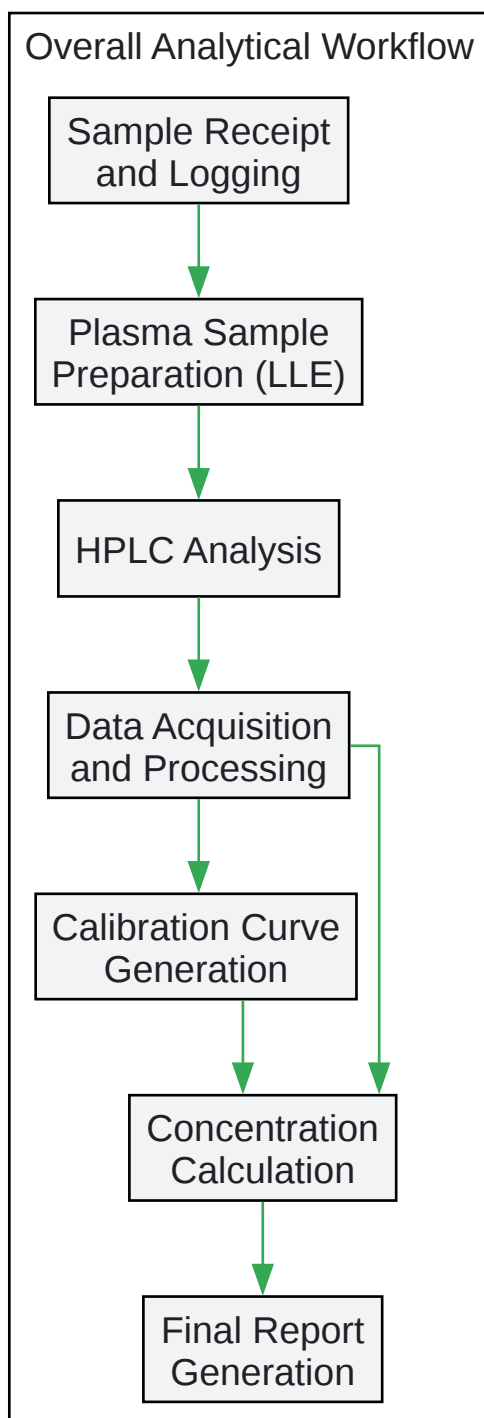 Overall Analytical Workflow
Sample Receipt
and Logging
Plasma Sample
Preparation (LLE)
HPLC Analysis
Data Acquisition
and Processing
Calibration Curve
Generation
Concentration
Calculation
Final Report
Generation